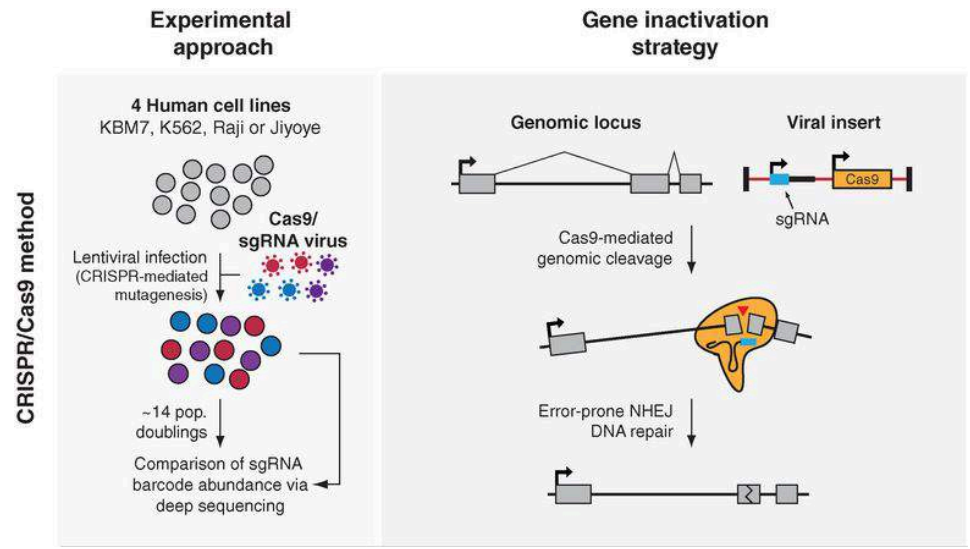 Experimental
approach
Gene inactivation
strategy
CRISPR/Cas9 method
4 Human cell lines
KBM7, K562, Raji or Jiyoye
Cas9/
sgRNA virus
Lentiviral infection
(CRISPR-mediated
mutagenesis)
~14 pop.
doublings
Comparison of sgRNA
barcode abundance via
deep sequencing
Genomic locus
Viral insert
Cas9
sgRNA
Cas9-mediated
genomic cleavage
Error-prone NHEJ
DNA repair